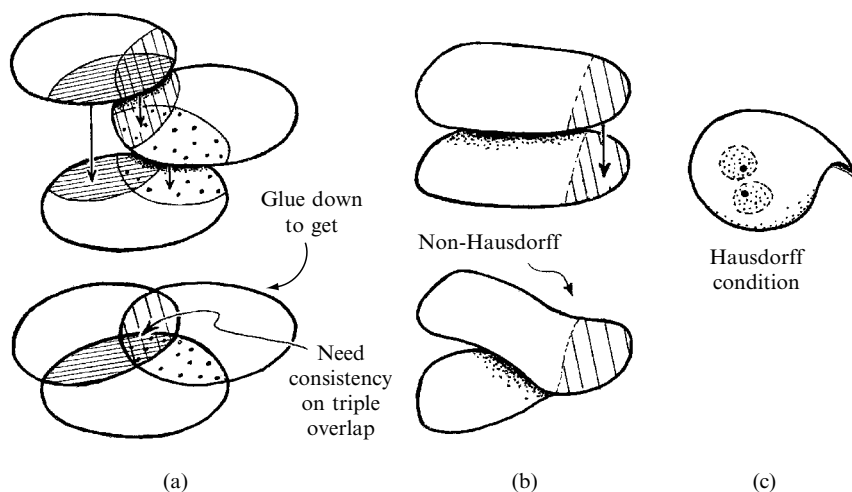 Glue down
to get
Need
consistency
on triple
overlap
(a)
Non-Hausdorff
(b)
Hausdorff
condition
(c)